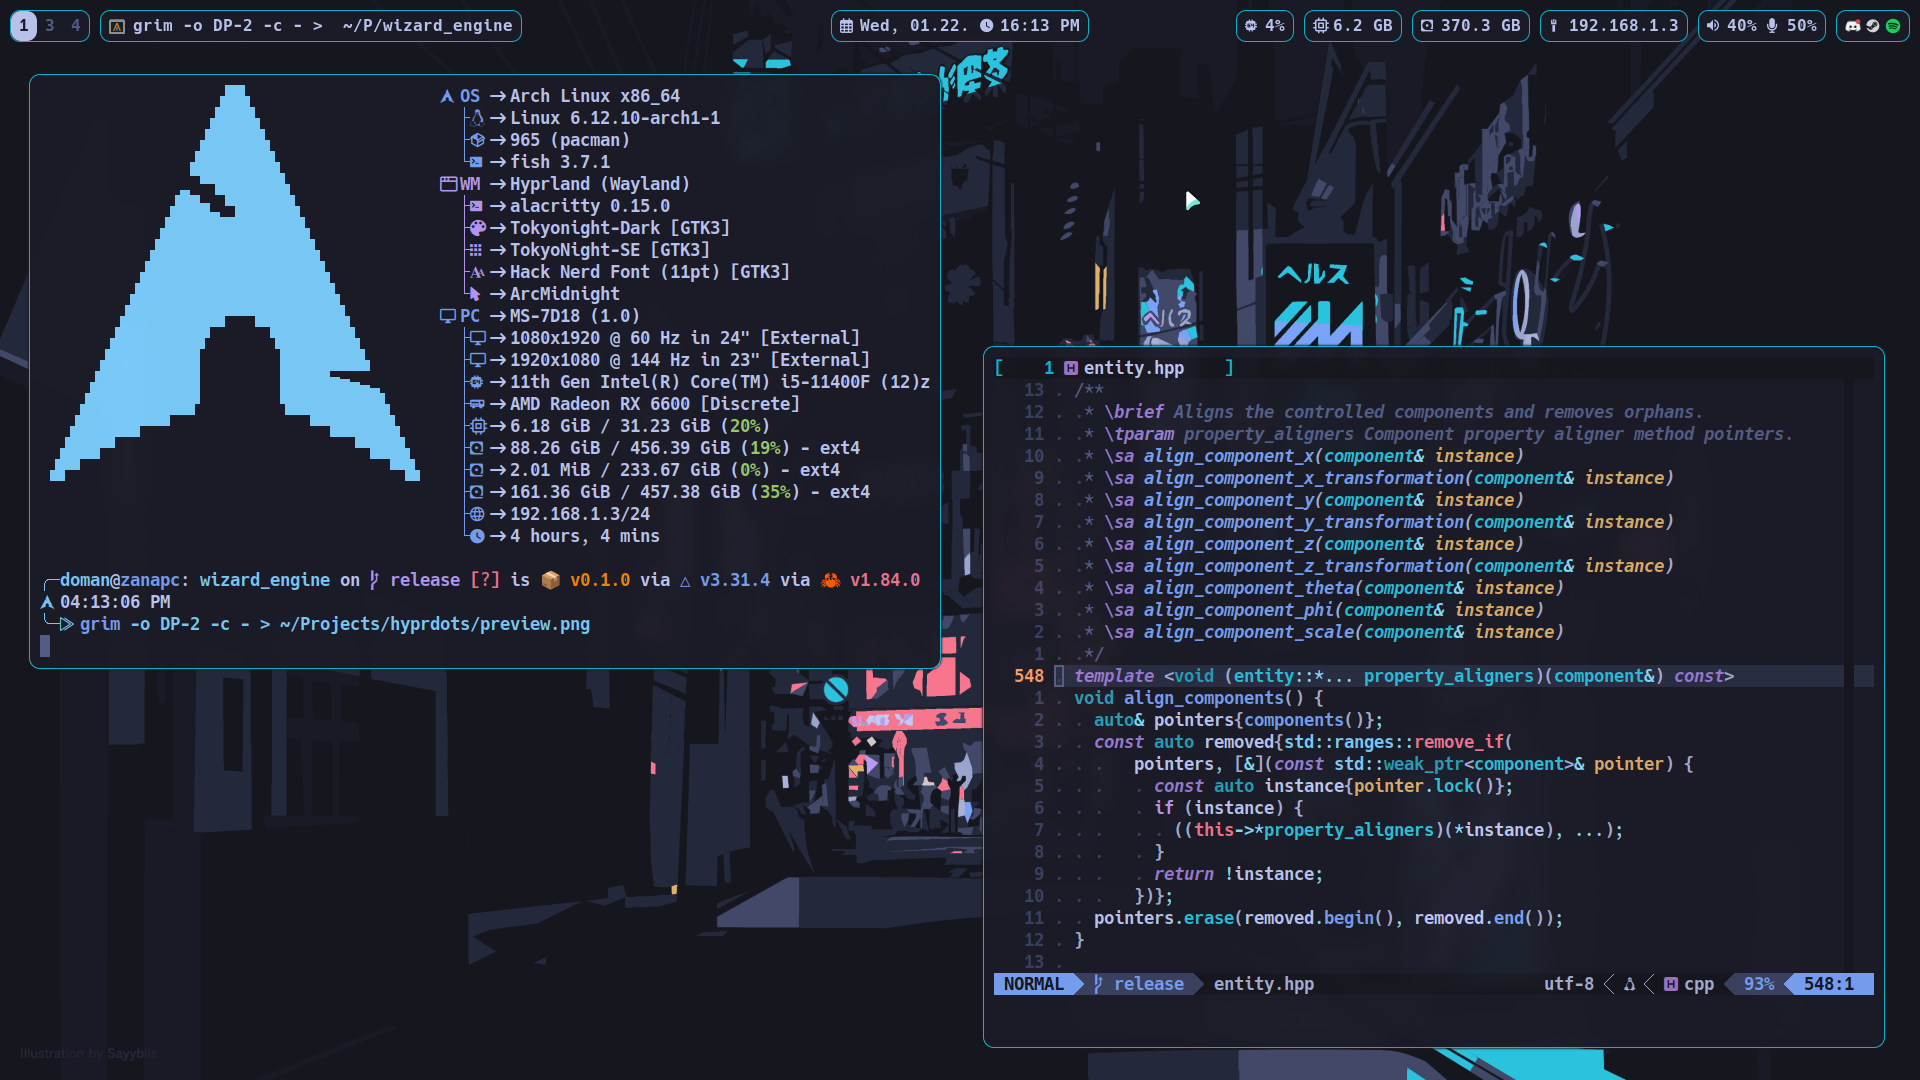 1 3 4
grim -o DP-2 -c - > ~/P/wizard_engine
Wed, 01.22. 16:13 PM
4%
6.2 GB
370.3 GB
192.168.1.3
40% 50%
OS →Arch Linux x86_64
→Linux 6.12.10-arch1-1
→965 (pacman)
→fish 3.7.1
WM →Hyprland (Wayland)
→alacritty 0.15.0
→Tokyonight-Dark [GTK3]
→TokyoNight-SE [GTK3]
→Hack Nerd Font (11pt) [GTK3]
→ArcMidnight
PC →MS-7D18 (1.0)
→1080x1920 @ 60 Hz in 24" [External]
→1920x1080 @ 144 Hz in 23" [External]
→11th Gen Intel(R) Core(TM) i5-11400F (12)z
→AMD Radeon RX 6600 [Discrete]
→6.18 GiB / 31.23 GiB (20%)
→88.26 GiB / 456.39 GiB (19%) - ext4
→2.01 MiB / 233.67 GiB (0%) - ext4
→161.36 GiB / 457.38 GiB (35%) - ext4
→192.168.1.3/24
→4 hours, 4 mins
doman@zanapc: wizard_engine on release [?] is 📦 v0.1.0 via △ v3.31.4 via 🦀 v1.84.0
04:13:06 PM
grim -o DP-2 -c - > ~/Projects/hyprdots/preview.png
ヘルス
[ 1 entity.hpp ]
13 /**
12 * \brief Aligns the controlled components and removes orphans.
11 * \tparam property_aligners Component property aligner method pointers.
10 * \sa align_component_x(component& instance)
9 * \sa align_component_x_transformation(component& instance)
8 * \sa align_component_y(component& instance)
7 * \sa align_component_y_transformation(component& instance)
6 * \sa align_component_z(component& instance)
5 * \sa align_component_z_transformation(component& instance)
4 * \sa align_component_theta(component& instance)
3 * \sa align_component_phi(component& instance)
2 * \sa align_component_scale(component& instance)
1 */
548 template <void (entity::*... property_aligners)(component&) const>
1 void align_components() {
2 auto& pointers{components()};
3 const auto removed{std::ranges::remove_if(
4 pointers, [&](const std::weak_ptr<component>& pointer) {
5 const auto instance{pointer.lock()};
6 if (instance) {
7 ((this->*property_aligners)(*instance), ...);
8 }
9 return !instance;
10 })};
11 pointers.erase(removed.begin(), removed.end());
12 }
13
NORMAL release entity.hpp utf-8 cpp 93% 548:1
Illustration by Sayybils